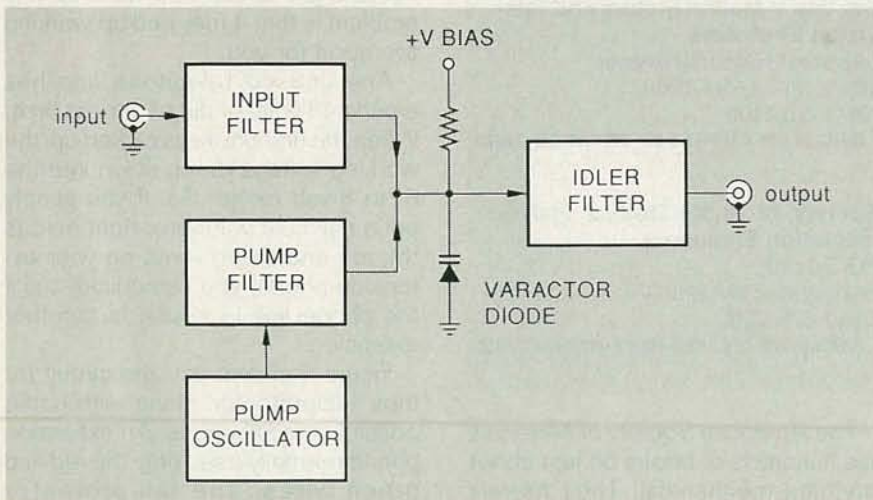 +V BIAS
input
INPUT
FILTER
PUMP
FILTER
PUMP
OSCILLATOR
VARACTOR
DIODE
IDLER
FILTER
output